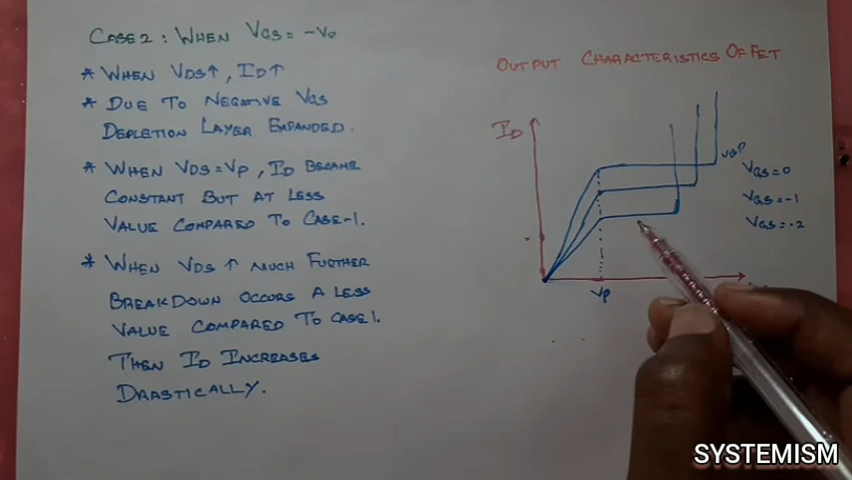 CASE 2 : WHEN VGS = -Ve
* WHEN VDS↑, ID↑
* DUE TO NEGATIVE VGS
DEPLETION LAYER EXPANDED.
* WHEN VDS = VP, ID BECAME
CONSTANT BUT AT LESS
VALUE COMPARED TO CASE-1.
* WHEN VDS ↑ MUCH FURTHER
BREAKDOWN OCCURS A LESS
VALUE COMPARED TO CASE 1.
THEN ID INCREASES
DRASTICALLY.
OUTPUT CHARACTERISTICS OF FET
ID
VGS=0
VGS=-1
VGS=-2
VP
SYSTEMISM